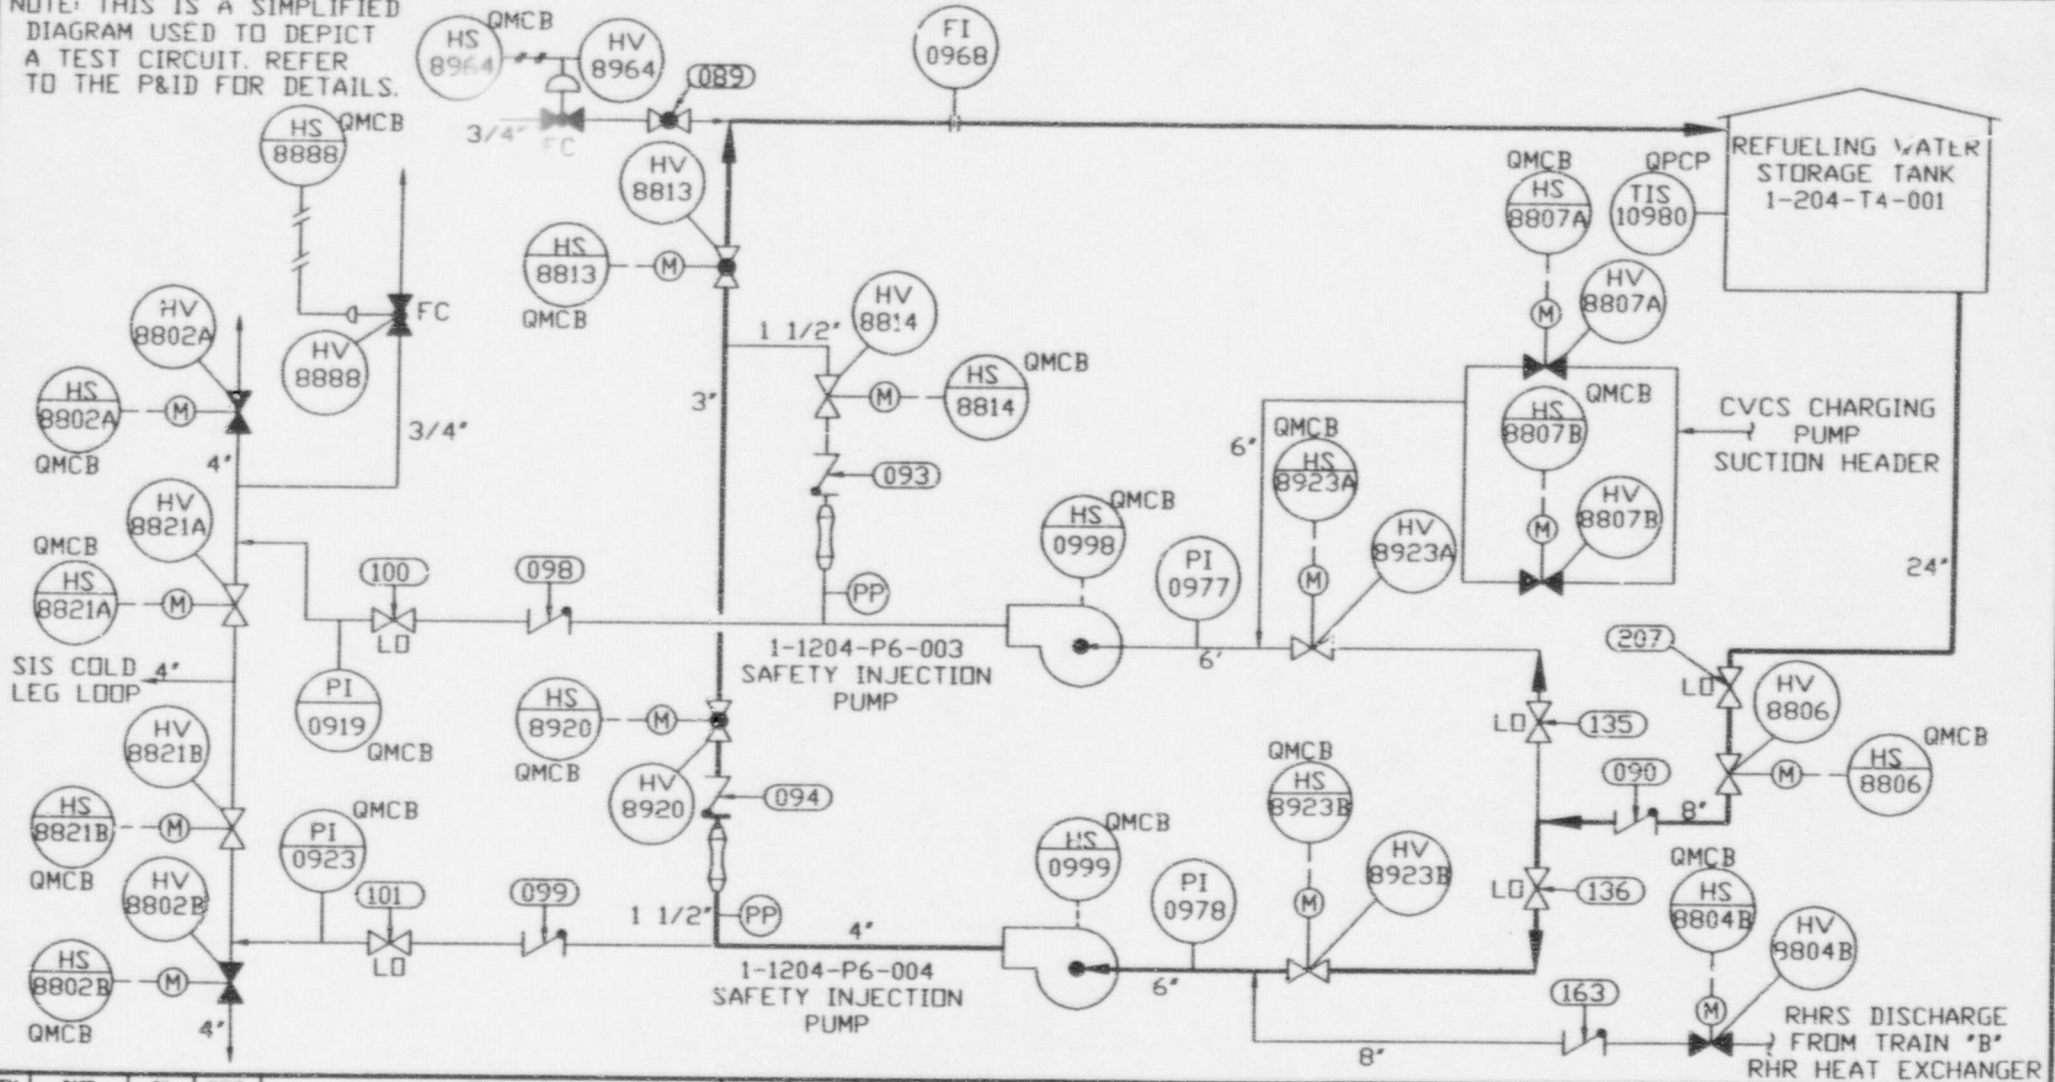 NOTE: THIS IS A SIMPLIFIED
DIAGRAM USED TO DEPICT
A TEST CIRCUIT. REFER
TO THE P&ID FOR DETAILS.
QMCB
HS
8964
HV
8964
089
3/4"
FC
FI
0968
HS
8888
QMCB
HV
8813
HS
8813
QMCB
QMCB
HS
8807A
QPCP
TIS
10980
REFUELING WATER
STORAGE TANK
1-204-T4-001
HV
8802A
FC
HV
8888
HS
8802A
M
QMCB
4"
3/4"
M
3"
1 1/2"
HV
8814
M
HS
8814
QMCB
093
M
HV
8807A
QMCB
HS
8807B
M
HV
8807B
CVCS CHARGING
PUMP
SUCTION HEADER
6"
QMCB
HS
8923A
M
HV
8923A
24"
HV
8821A
QMCB
HS
8821A
M
100
LO
098
PP
HS
0998
QMCB
PI
0977
6'
1-1204-P6-003
SAFETY INJECTION
PUMP
SIS COLD
LEG LOOP
4"
PI
0919
QMCB
207
LO
HV
8806
M
HS
8806
QMCB
LO
135
090
8"
HS
8920
M
QMCB
HV
8920
094
HV
8821B
HS
8821B
M
QMCB
PI
0923
QMCB
HS
0999
QMCB
PI
0978
QMCB
HS
8923B
M
HV
8923B
LO
136
QMCB
HS
8804B
M
HV
8804B
HV
8802B
101
LO
099
1 1/2"
PP
4"
1-1204-P6-004
SAFETY INJECTION
PUMP
6"
HS
8802B
M
QMCB
4"
163
8"
RHRS DISCHARGE
FROM TRAIN "B"
RHR HEAT EXCHANGER